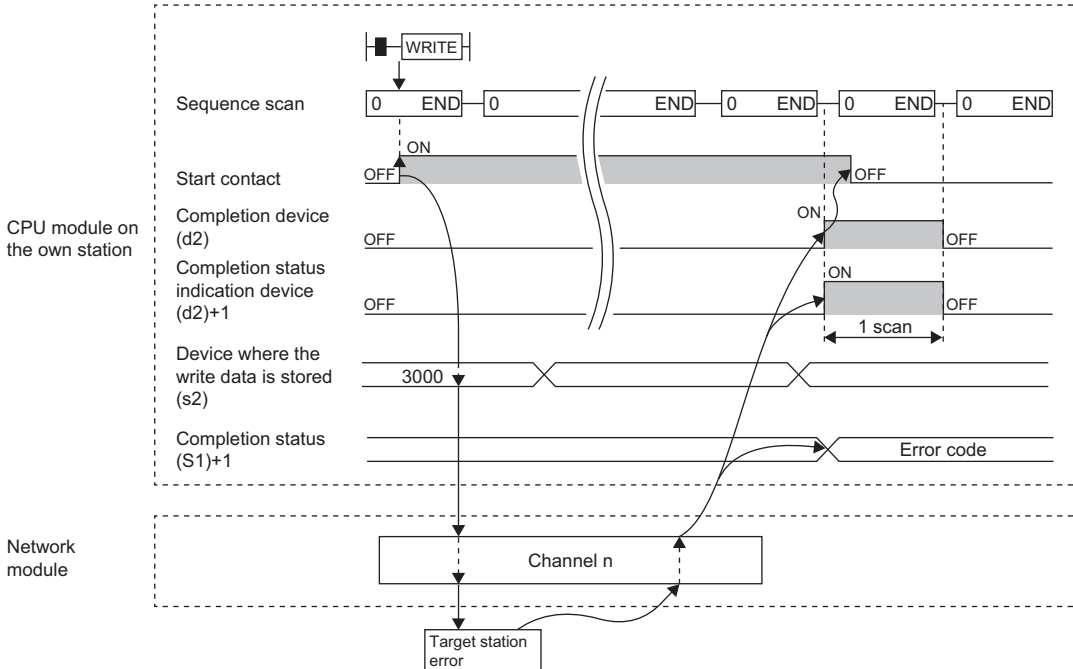 WRITE
Sequence scan
0 END 0 END 0 END 0 END 0 END
ON
Start contact
OFF
OFF
CPU module on
the own station
Completion device
(d2)
ON
OFF
OFF
Completion status
indication device
(d2)+1
ON
OFF
OFF
1 scan
Device where the
write data is stored
(s2)
3000
Completion status
(S1)+1
Error code
Network
module
Channel n
Target station
error